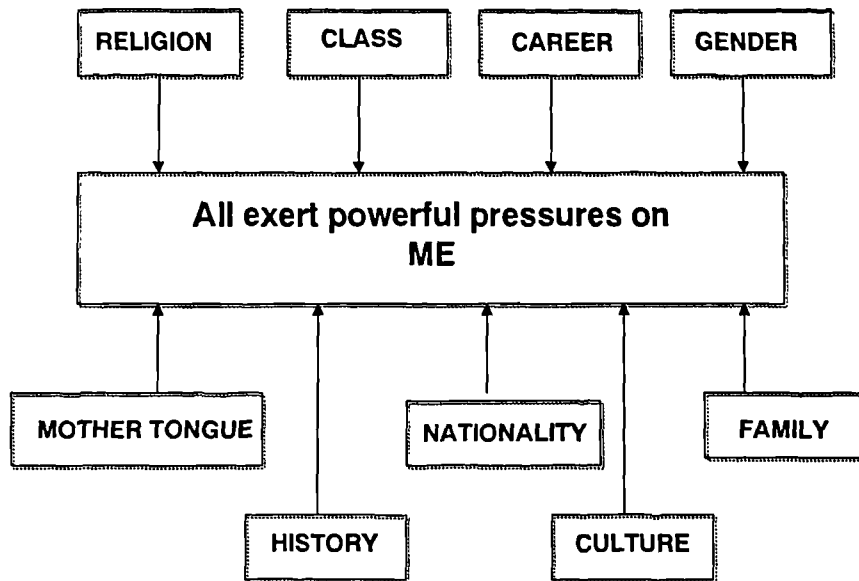 RELIGION
CLASS
CAREER
GENDER
All exert powerful pressures on
ME
MOTHER TONGUE
NATIONALITY
FAMILY
HISTORY
CULTURE